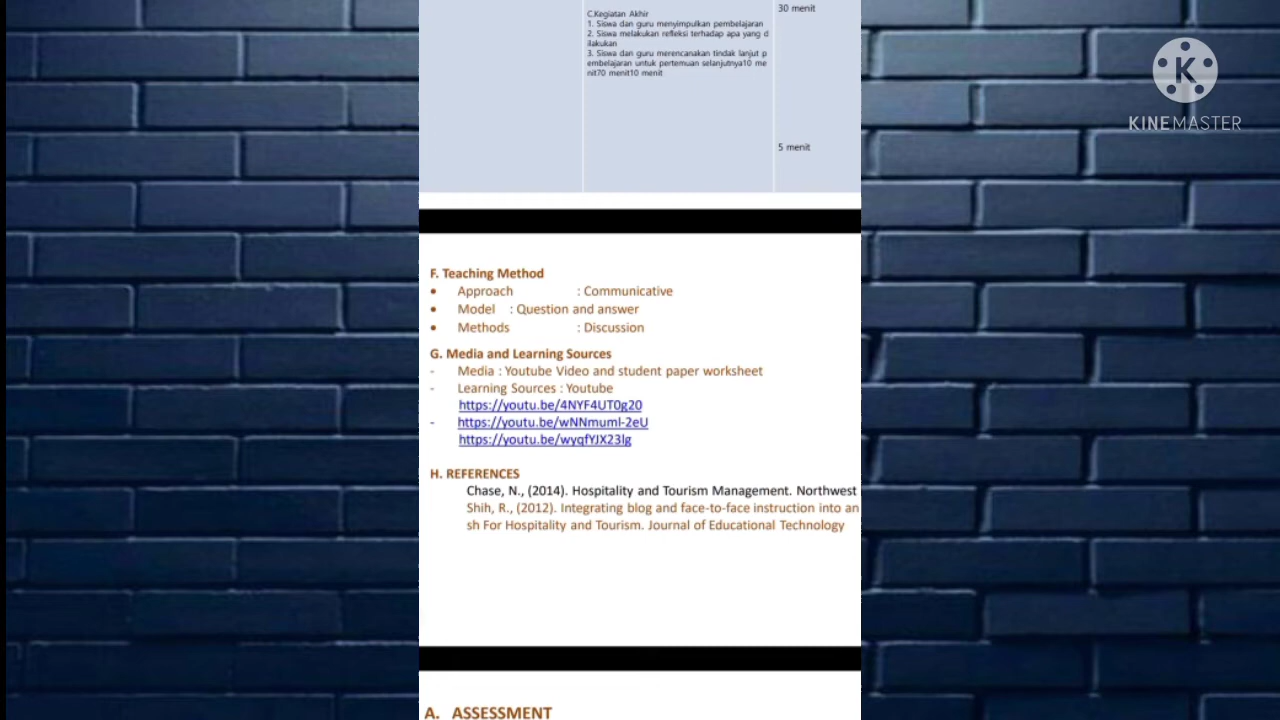 C.Kegiatan Akhir
1. Siswa dan guru menyimpulkan pembelajaran
2. Siswa melakukan refleksi terhadap apa yang d
ilakukan
3. Siswa dan guru merencanakan tindak lanjut p
embelajaran untuk pertemuan selanjutnya10 me
nit70 menit10 menit
30 menit
5 menit
K
KINEMASTER
F. Teaching Method
• Approach : Communicative
• Model : Question and answer
• Methods : Discussion
G. Media and Learning Sources
- Media : Youtube Video and student paper worksheet
- Learning Sources : Youtube
https://youtu.be/4NYF4UT0g20
- https://youtu.be/wNNmuml-2eU
https://youtu.be/wyqfYJX23lg
H. REFERENCES
Chase, N., (2014). Hospitality and Tourism Management. Northwest
Shih, R., (2012). Integrating blog and face-to-face instruction into an
sh For Hospitality and Tourism. Journal of Educational Technology
A. ASSESSMENT